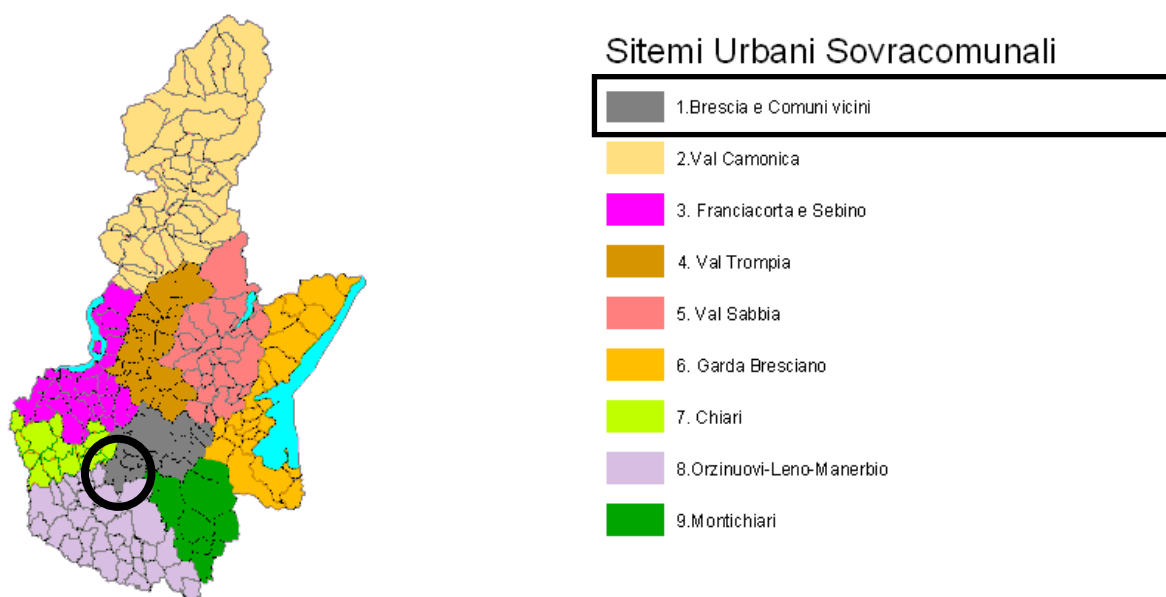 Sitemi Urbani Sovracomunali
1.Brescia e Comuni vicini
2.Val Camonica
3. Franciacorta e Sebino
4. Val Trompia
5. Val Sabbia
6. Garda Bresciano
7. Chiari
8.Orzinuovi-Leno-Manerbio
9.Montichiari